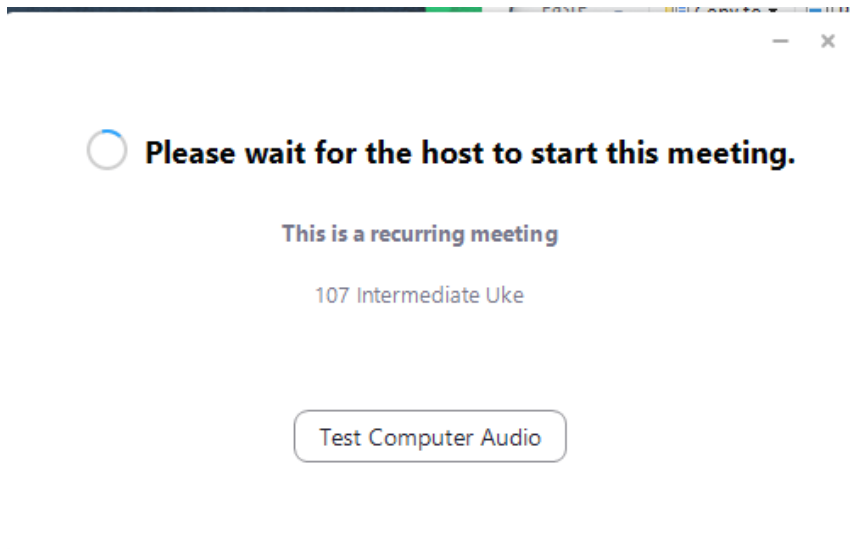 Please wait for the host to start this meeting.
This is a recurring meeting
107 Intermediate Uke
Test Computer Audio